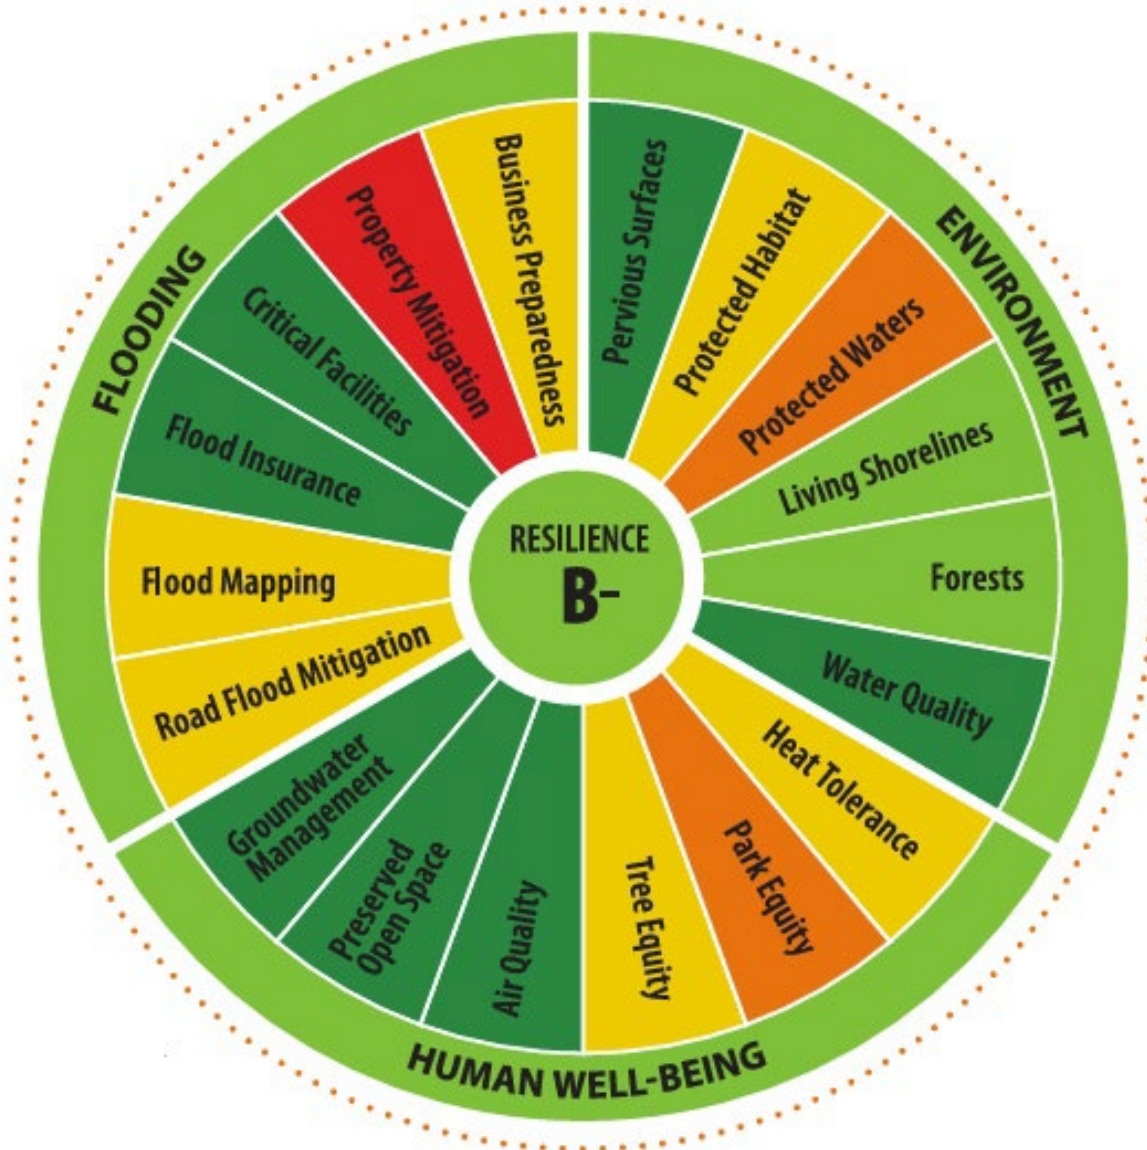 RESILIENCE
B-
ENVIRONMENT
Pervious Surfaces
Protected Habitat
Protected Waters
Living Shorelines
Forests
Water Quality
HUMAN WELL-BEING
Heat Tolerance
Park Equity
Tree Equity
Air Quality
Preserved
Open Space
Groundwater
Management
FLOODING
Road Flood Mitigation
Flood Mapping
Flood Insurance
Critical Facilities
Property Mitigation
Business Preparedness